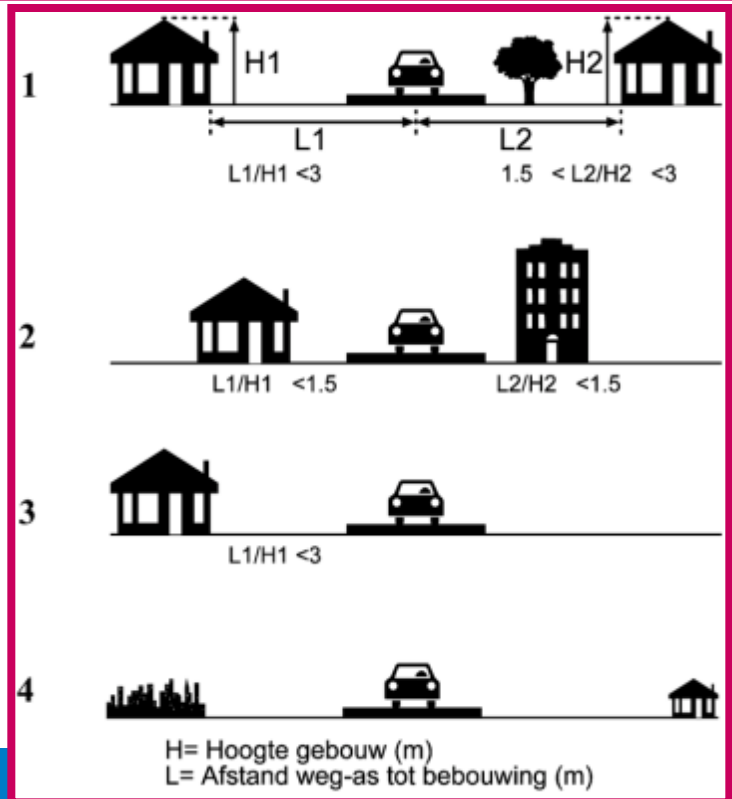 H1
H2
1
L1
L2
L1/H1 <3
1.5 < L2/H2 <3
2
L1/H1 <1.5
L2/H2 <1.5
3
L1/H1 <3
4
H= Hoogte gebouw (m)
L= Afstand weg-as tot bebouwing (m)